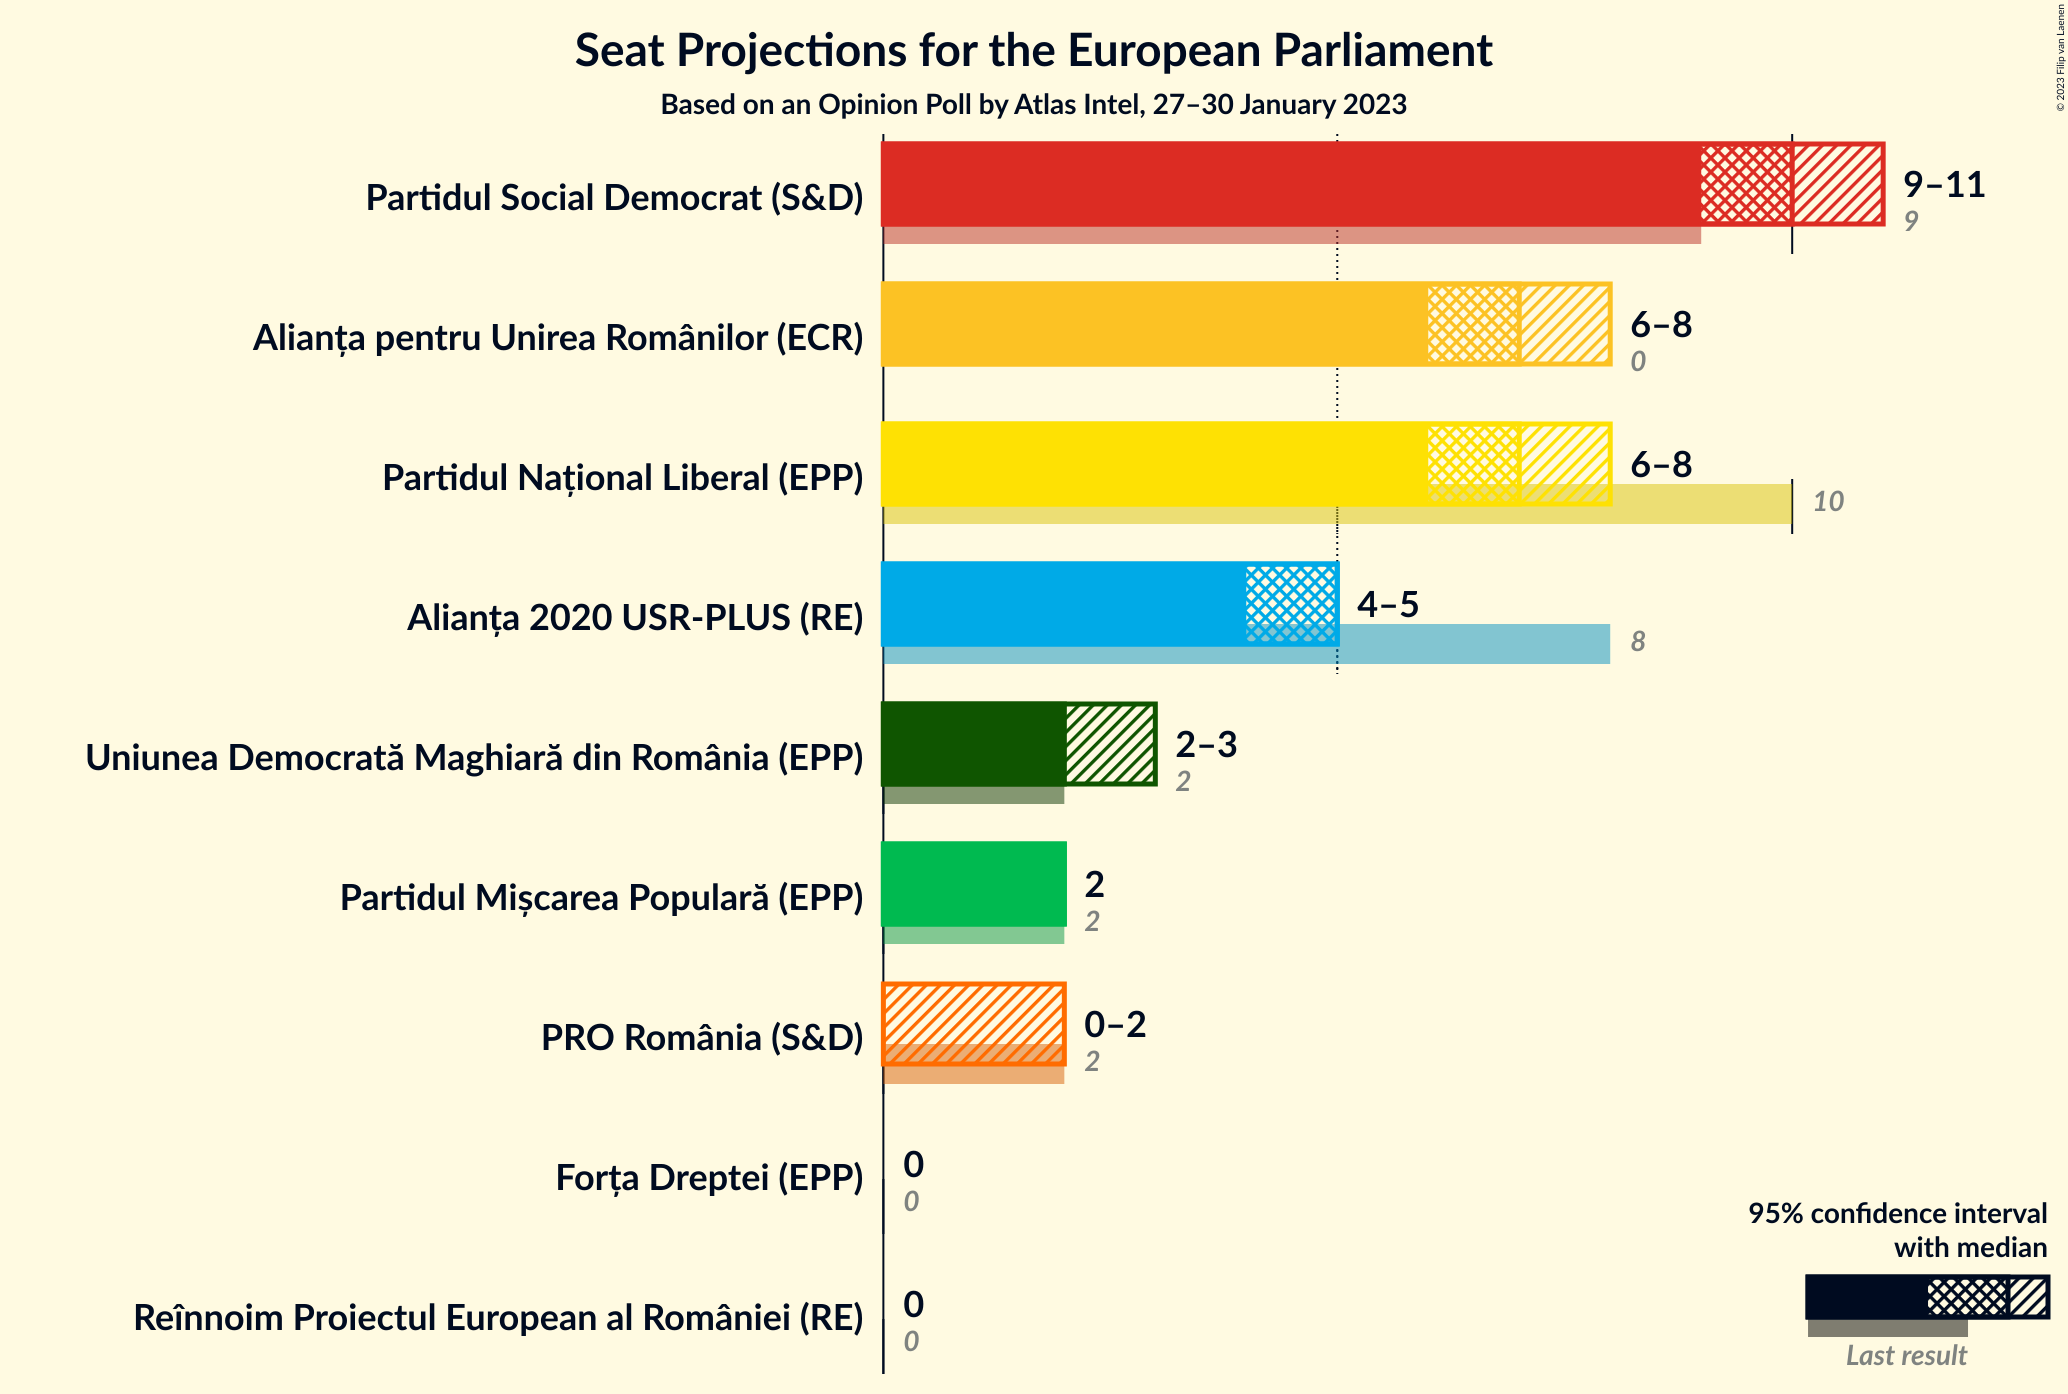 Seat Projections for the European Parliament
Based on an Opinion Poll by Atlas Intel, 27–30 January 2023
© 2023 Filip van Laenen
Partidul Social Democrat (S&D)
9–11
9
Alianța pentru Unirea Românilor (ECR)
6–8
0
Partidul Național Liberal (EPP)
6–8
10
Alianța 2020 USR-PLUS (RE)
4–5
8
Uniunea Democrată Maghiară din România (EPP)
2–3
2
Partidul Mișcarea Populară (EPP)
2
2
PRO România (S&D)
0–2
2
Forța Dreptei (EPP)
0
0
Reînnoim Proiectul European al României (RE)
0
0
95% confidence interval
with median
Last result